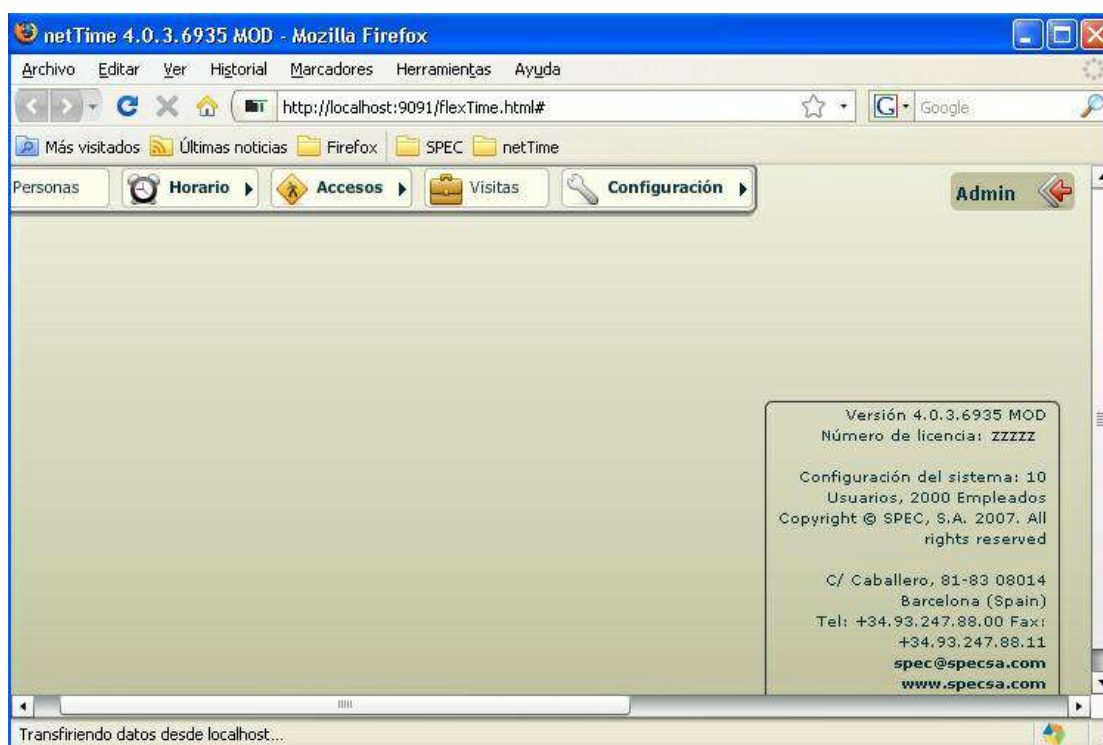 netTime 4.0.3.6935 MOD - Mozilla Firefox
Archivo Editar Ver Historial Marcadores Herramientas Ayuda
http://localhost:9091/flexTime.html#
G Google
Más visitados Últimas noticias Firefox SPEC netTime
Personas Horario Accesos Visitas Configuración
Admin
Versión 4.0.3.6935 MOD
Número de licencia: zzzzz
Configuración del sistema: 10
Usuarios, 2000 Empleados
Copyright © SPEC, S.A. 2007. All
rights reserved
C/ Caballero, 81-83 08014
Barcelona (Spain)
Tel: +34.93.247.88.00 Fax:
+34.93.247.88.11
spec@specsa.com
www.specsa.com
Transfiriendo datos desde localhost...